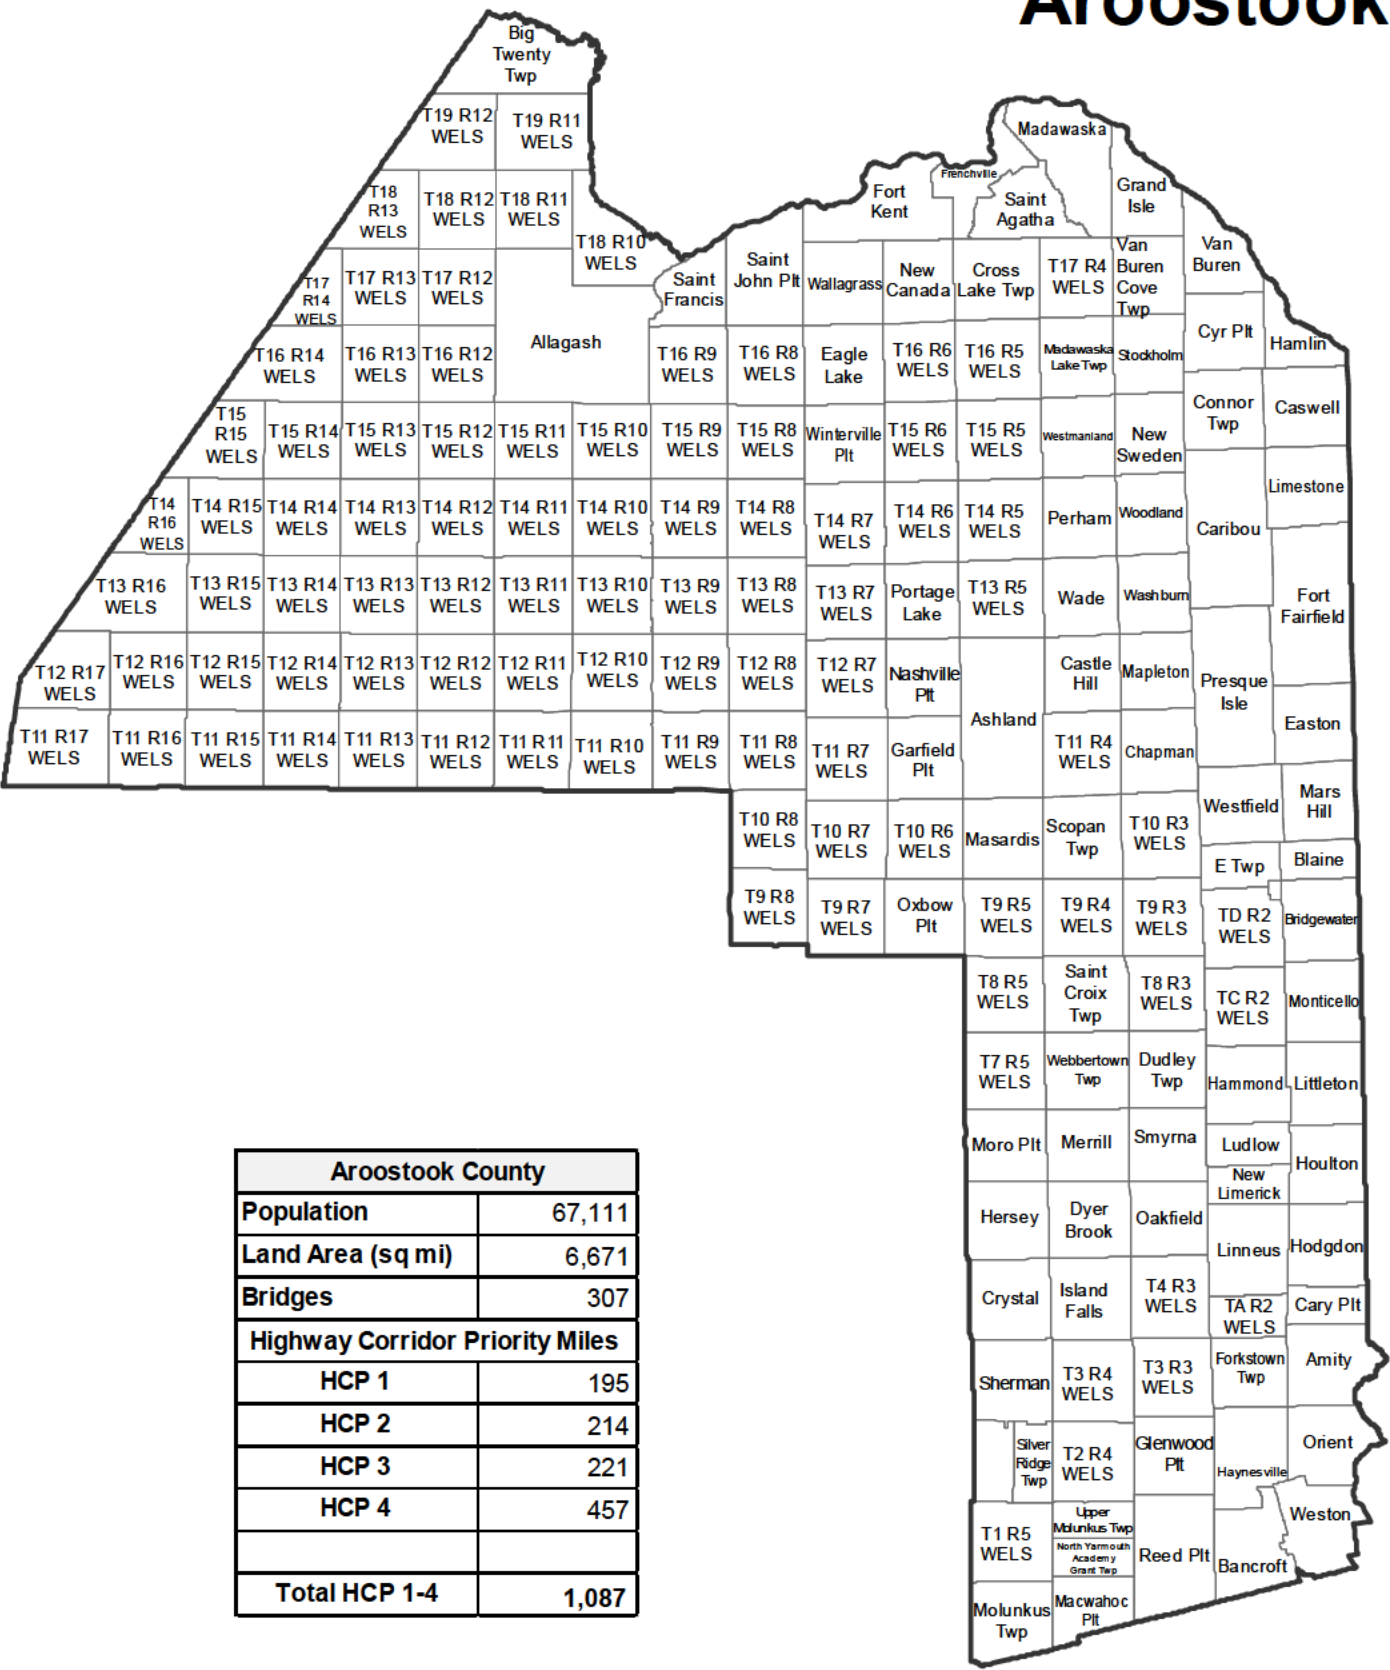 Aroostook
Big
Twenty
Twp
T19 R12
WELS
T19 R11
WELS
Madawaska
Frenchville
T18
R13
WELS
T18 R12
WELS
T18 R11
WELS
T18 R10
WELS
Fort
Kent
Saint
Agatha
Grand
Isle
T17
R14
WELS
T17 R13
WELS
T17 R12
WELS
Allagash
Saint
Francis
Saint
John Plt
Wallagrass
New
Canada
Cross
Lake Twp
T17 R4
WELS
Van
Buren
Cove
Twp
Van
Buren
Cyr Plt
Hamlin
T16 R14
WELS
T16 R13
WELS
T16 R12
WELS
T16 R9
WELS
T16 R8
WELS
Eagle
Lake
T16 R6
WELS
T16 R5
WELS
Madawaska
Lake Twp
Stockholm
Connor
Twp
Caswell
T15
R15
WELS
T15 R14
WELS
T15 R13
WELS
T15 R12
WELS
T15 R11
WELS
T15 R10
WELS
T15 R9
WELS
T15 R8
WELS
Winterville
Plt
T15 R6
WELS
T15 R5
WELS
Westmanland
New
Sweden
Limestone
T14
R16
WELS
T14 R15
WELS
T14 R14
WELS
T14 R13
WELS
T14 R12
WELS
T14 R11
WELS
T14 R10
WELS
T14 R9
WELS
T14 R8
WELS
T14 R7
WELS
T14 R6
WELS
T14 R5
WELS
Perham
Woodland
Caribou
T13 R16
WELS
T13 R15
WELS
T13 R14
WELS
T13 R13
WELS
T13 R12
WELS
T13 R11
WELS
T13 R10
WELS
T13 R9
WELS
T13 R8
WELS
T13 R7
WELS
Portage
Lake
T13 R5
WELS
Wade
Washburn
Fort
Fairfield
T12 R17
WELS
T12 R16
WELS
T12 R15
WELS
T12 R14
WELS
T12 R13
WELS
T12 R12
WELS
T12 R11
WELS
T12 R10
WELS
T12 R9
WELS
T12 R8
WELS
T12 R7
WELS
Nashville
Plt
Ashland
Castle
Hill
Mapleton
Presque
Isle
Easton
T11 R17
WELS
T11 R16
WELS
T11 R15
WELS
T11 R14
WELS
T11 R13
WELS
T11 R12
WELS
T11 R11
WELS
T11 R10
WELS
T11 R9
WELS
T11 R8
WELS
T11 R7
WELS
Garfield
Plt
T11 R4
WELS
Chapman
Westfield
Mars
Hill
T10 R8
WELS
T10 R7
WELS
T10 R6
WELS
Masardis
Scopan
Twp
T10 R3
WELS
E Twp
Blaine
T9 R8
WELS
T9 R7
WELS
Oxbow
Plt
T9 R5
WELS
T9 R4
WELS
T9 R3
WELS
TD R2
WELS
Bridgewater
T8 R5
WELS
Saint
Croix
Twp
T8 R3
WELS
TC R2
WELS
Monticello
T7 R5
WELS
Webbertown
Twp
Dudley
Twp
Hammond
Littleton
Moro Plt
Merrill
Smyrna
Ludlow
Houlton
New
Limerick
Hersey
Dyer
Brook
Oakfield
Linneus
Hodgdon
Crystal
Island
Falls
T4 R3
WELS
TA R2
WELS
Cary Plt
Sherman
T3 R4
WELS
T3 R3
WELS
Forkstown
Twp
Amity
Silver
Ridge
Twp
T2 R4
WELS
Glenwood
Plt
Haynesville
Orient
Weston
T1 R5
WELS
Upper
Molunkus Twp
North Yarmouth
Academy
Grant Twp
Reed Plt
Bancroft
Molunkus
Twp
Macwahoc
Plt
Aroostook County
Population 67,111
Land Area (sq mi) 6,671
Bridges 307
Highway Corridor Priority Miles
HCP 1 195
HCP 2 214
HCP 3 221
HCP 4 457
Total HCP 1-4 1,087